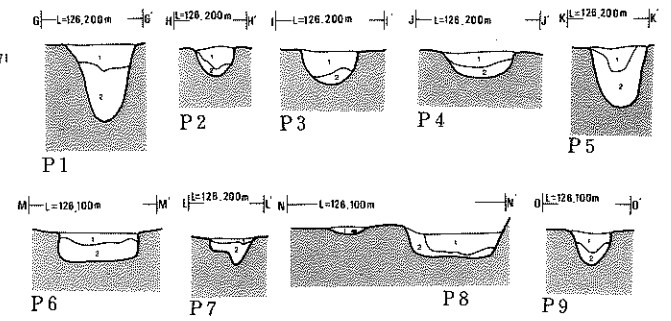 G L=126,200m G′ H L=126,200m H′ I L=126,200m I′ J L=126,200m J′ K L=126,200m K′
71
1 2 1 2 1 2 1 2 1 2
P1 P2 P3 P4 P5
M L=126,100m M′ L L=126,200m L′ N L=126,100m N′ O L=126,100m O′
1 2 2 2 1 1 2
P6 P7 P8 P9